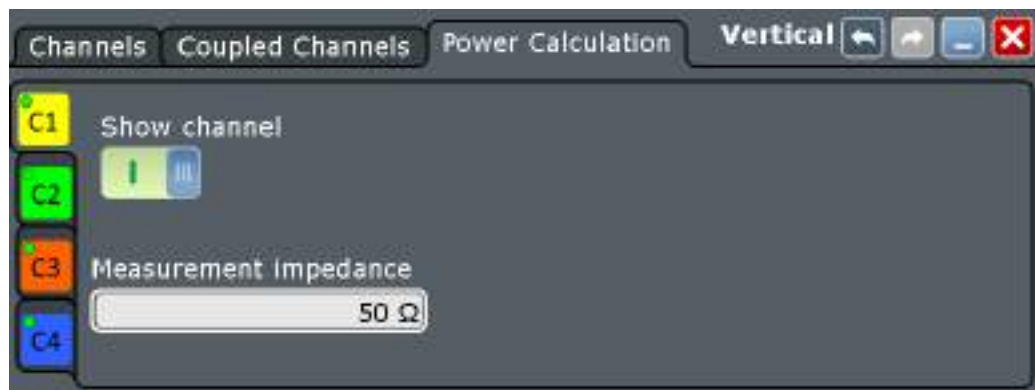 Channels Coupled Channels Power Calculation Vertical
C1
Show channel
C2
C3
Measurement impedance
50 Ω
C4